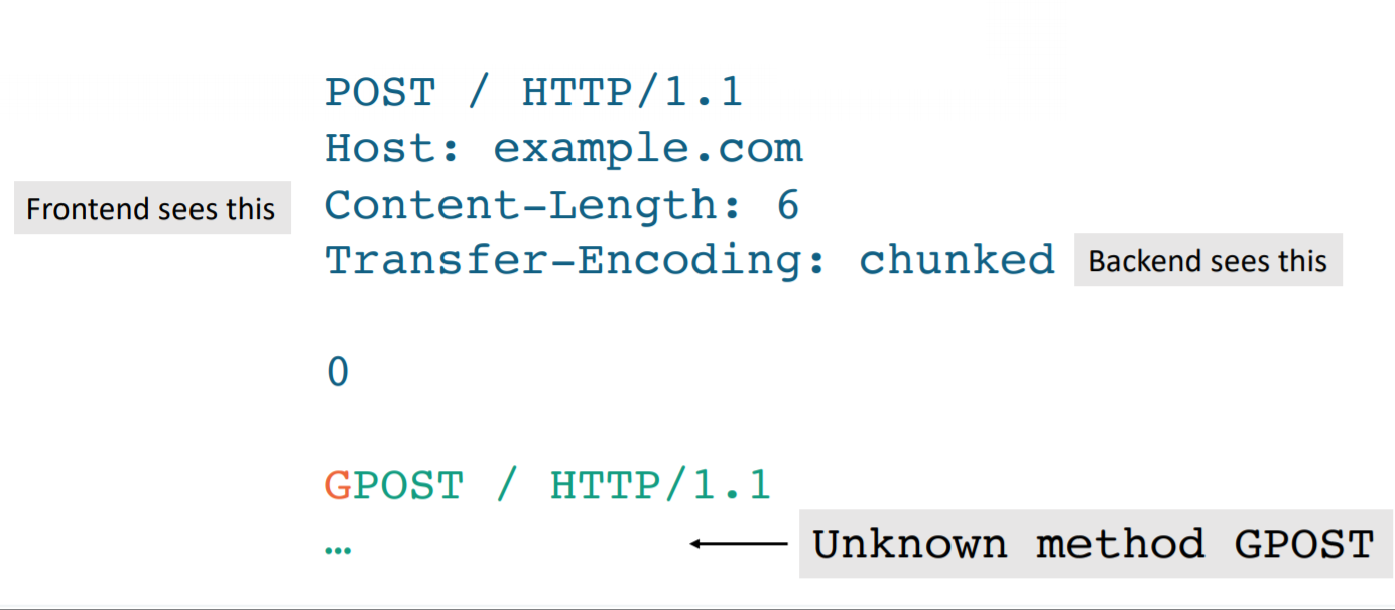 POST / HTTP/1.1
Host: example.com
Frontend sees this
Content-Length: 6
Transfer-Encoding: chunked
Backend sees this
0
GPOST / HTTP/1.1
…
Unknown method GPOST